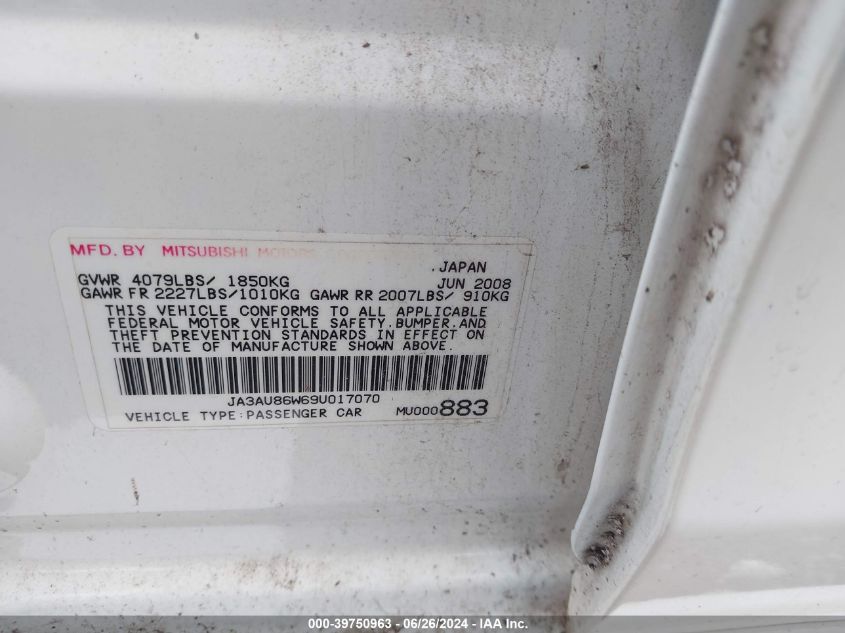 MFD. BY MITSUBISHI MOTORS CORPORATION
JAPAN
GVWR 4079LBS/ 1850KG JUN 2008
GAWR FR 2227LBS/1010KG GAWR RR 2007LBS/ 910KG
THIS VEHICLE CONFORMS TO ALL APPLICABLE
FEDERAL MOTOR VEHICLE SAFETY.BUMPER.AND
THEFT PREVENTION STANDARDS IN EFFECT ON
THE DATE OF MANUFACTURE SHOWN ABOVE.
JA3AU86W69U017070
VEHICLE TYPE:PASSENGER CAR MU000883
000-39750963 - 06/26/2024 - IAA Inc.